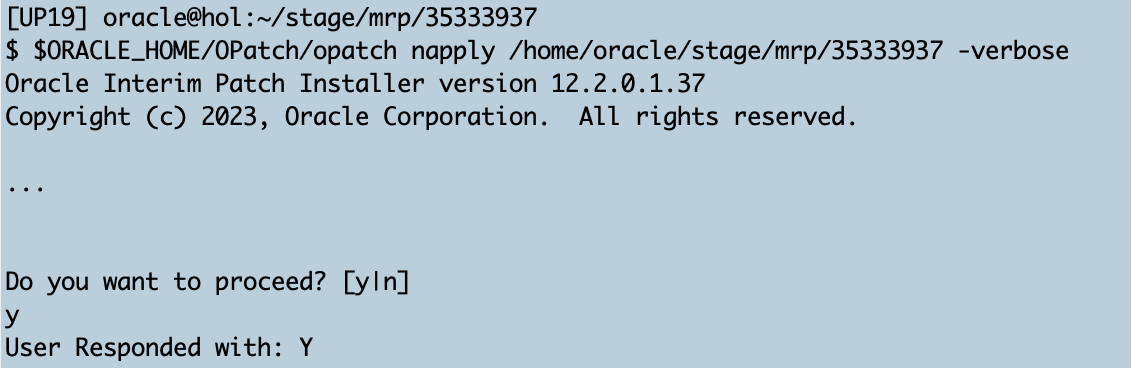 [UP19] oracle@hol:~/stage/mrp/35333937
$ $ORACLE_HOME/OPatch/opatch napply /home/oracle/stage/mrp/35333937 -verbose
Oracle Interim Patch Installer version 12.2.0.1.37
Copyright (c) 2023, Oracle Corporation.  All rights reserved.
...
Do you want to proceed? [y|n]
y
User Responded with: Y